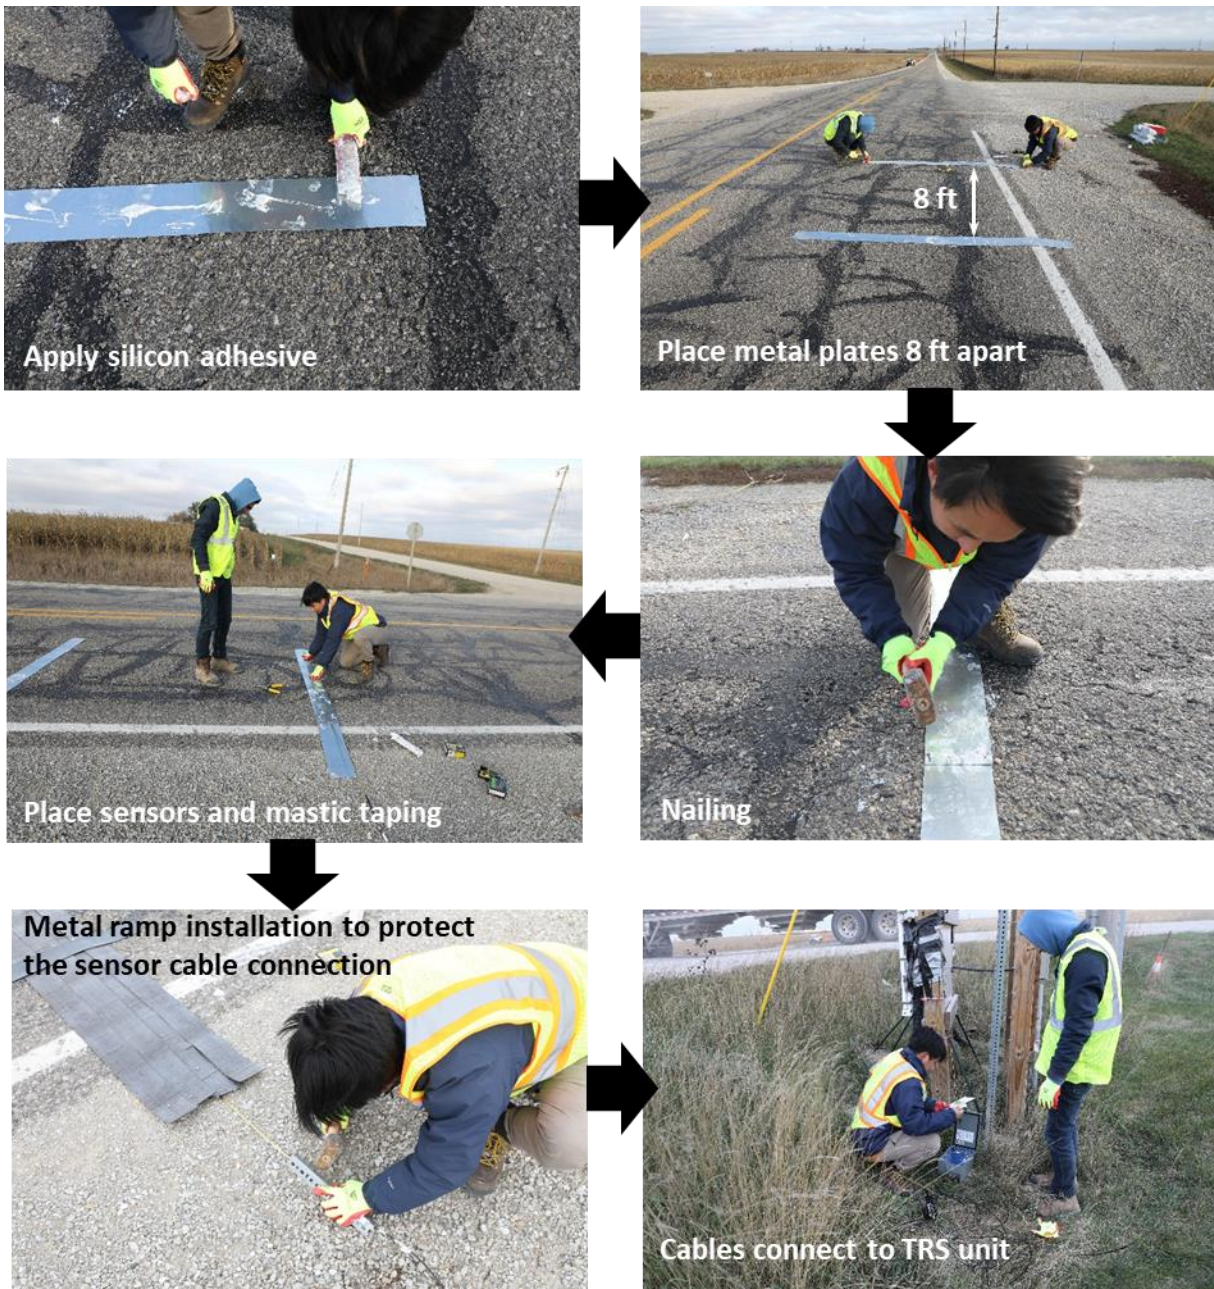 Apply silicon adhesive
8 ft
Place metal plates 8 ft apart
Nailing
Place sensors and mastic taping
Metal ramp installation to protect
the sensor cable connection
Cables connect to TRS unit